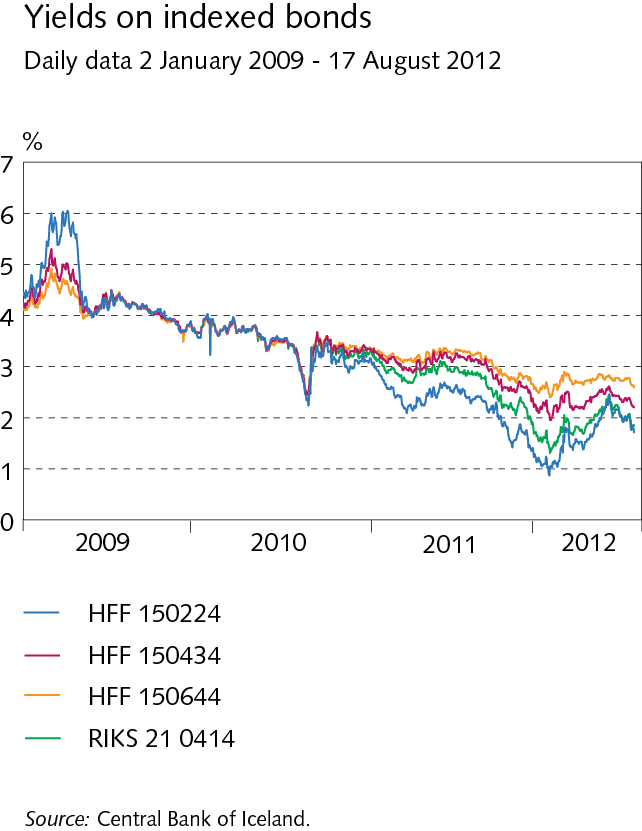 Yields on indexed bonds
Daily data 2 January 2009 - 17 August 2012
%
7
6
5
4
3
2
1
0
2009 2010 2011 2012
HFF 150224
HFF 150434
HFF 150644
RIKS 21 0414
Source: Central Bank of Iceland.